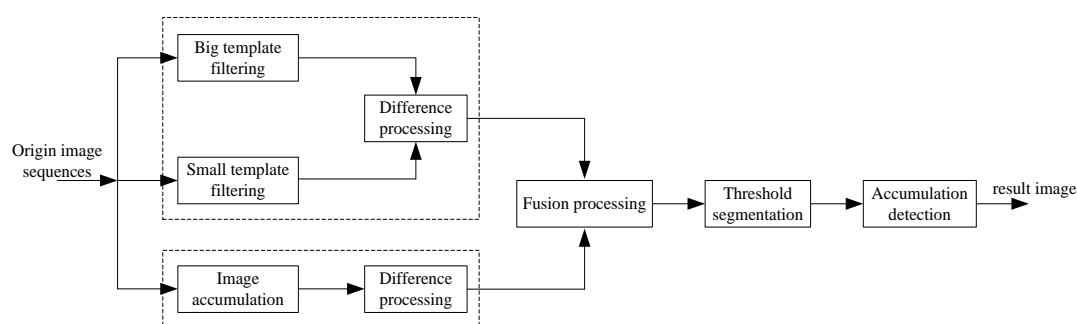 Origin image
sequences
Big template
filtering
Small template
filtering
Difference
processing
Image
accumulation
Difference
processing
Fusion processing
Threshold
segmentation
Accumulation
detection
result image